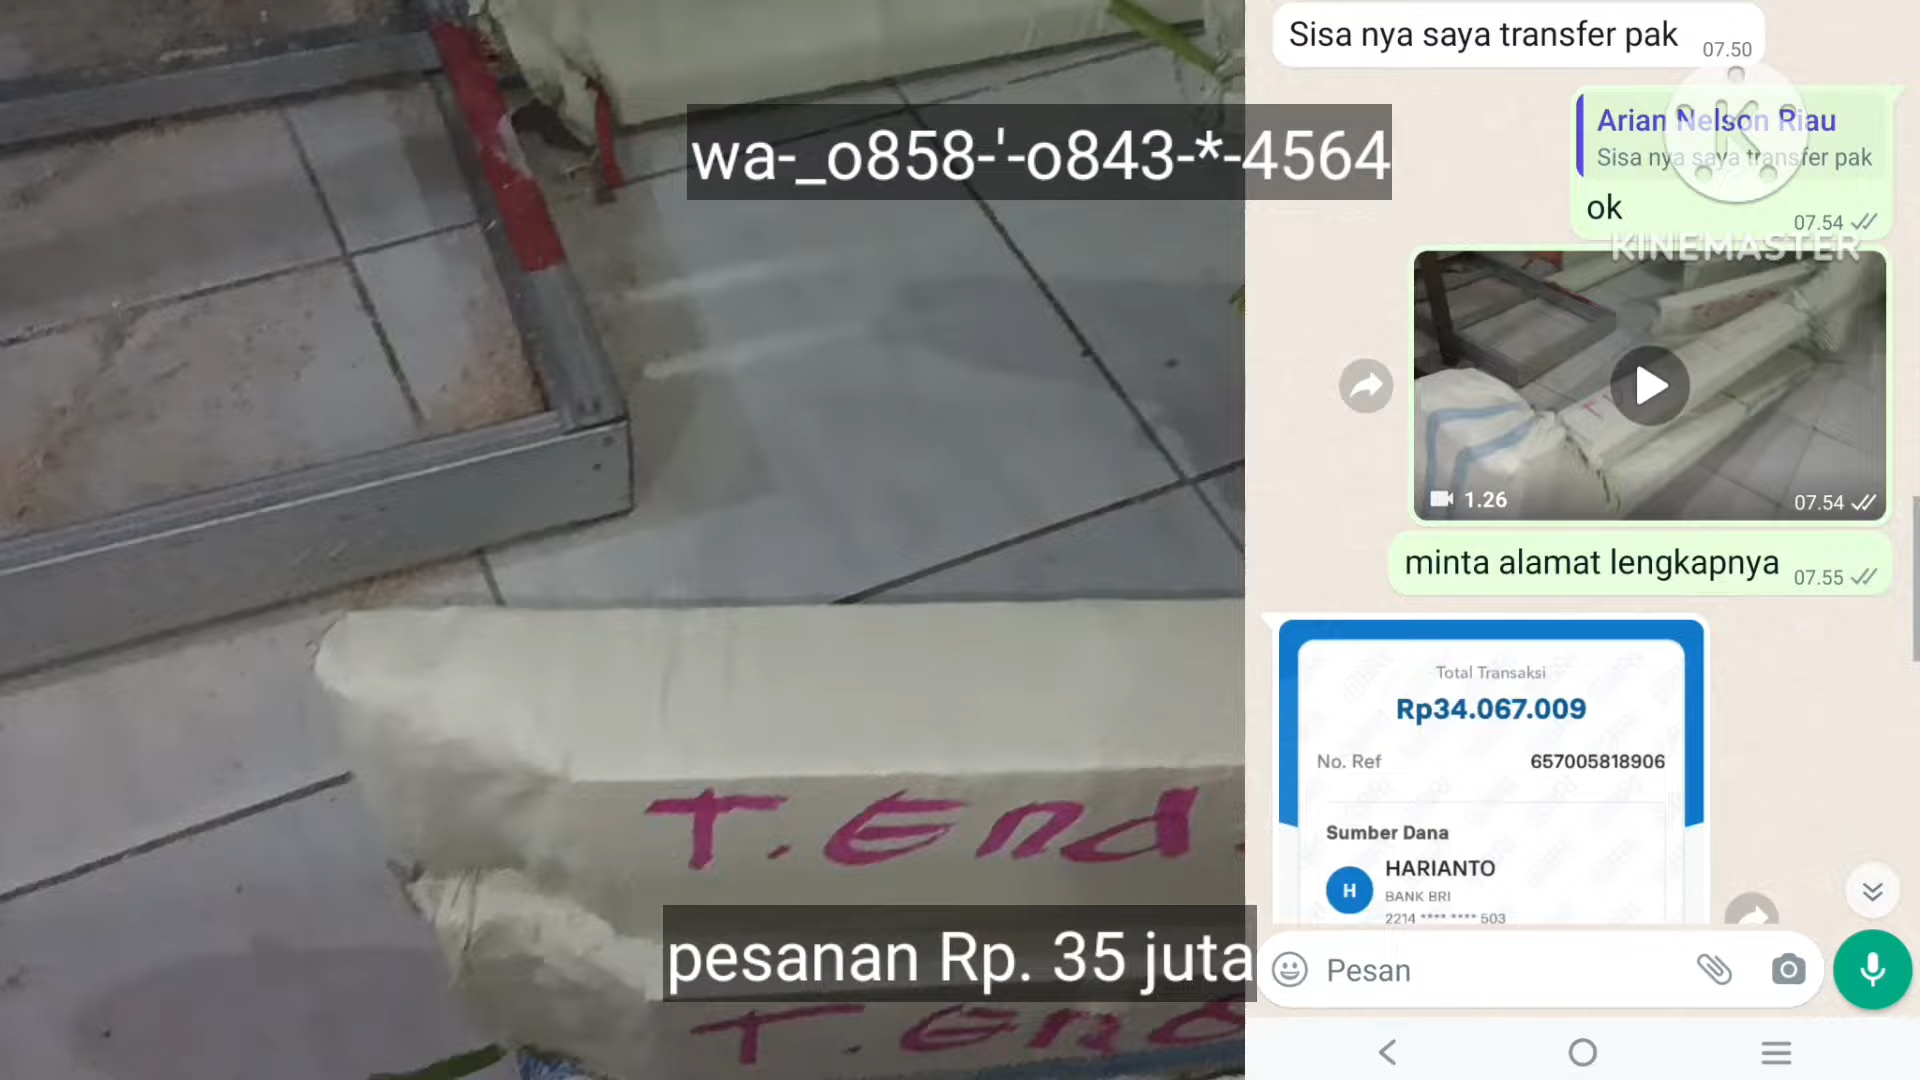 wa-_o858-'-o843-*-4564
T. End.
pesanan Rp. 35 juta
T. End
Sisa nya saya transfer pak 07.50
Arian Nelson Riau
Sisa nya saya transfer pak
ok 07.54
KINEMASTER
1.26 07.54
minta alamat lengkapnya 07.55
Total Transaksi
Rp34.067.009
No. Ref 657005818906
Sumber Dana
H HARIANTO
BANK BRI
2214 **** **** 503
Pesan